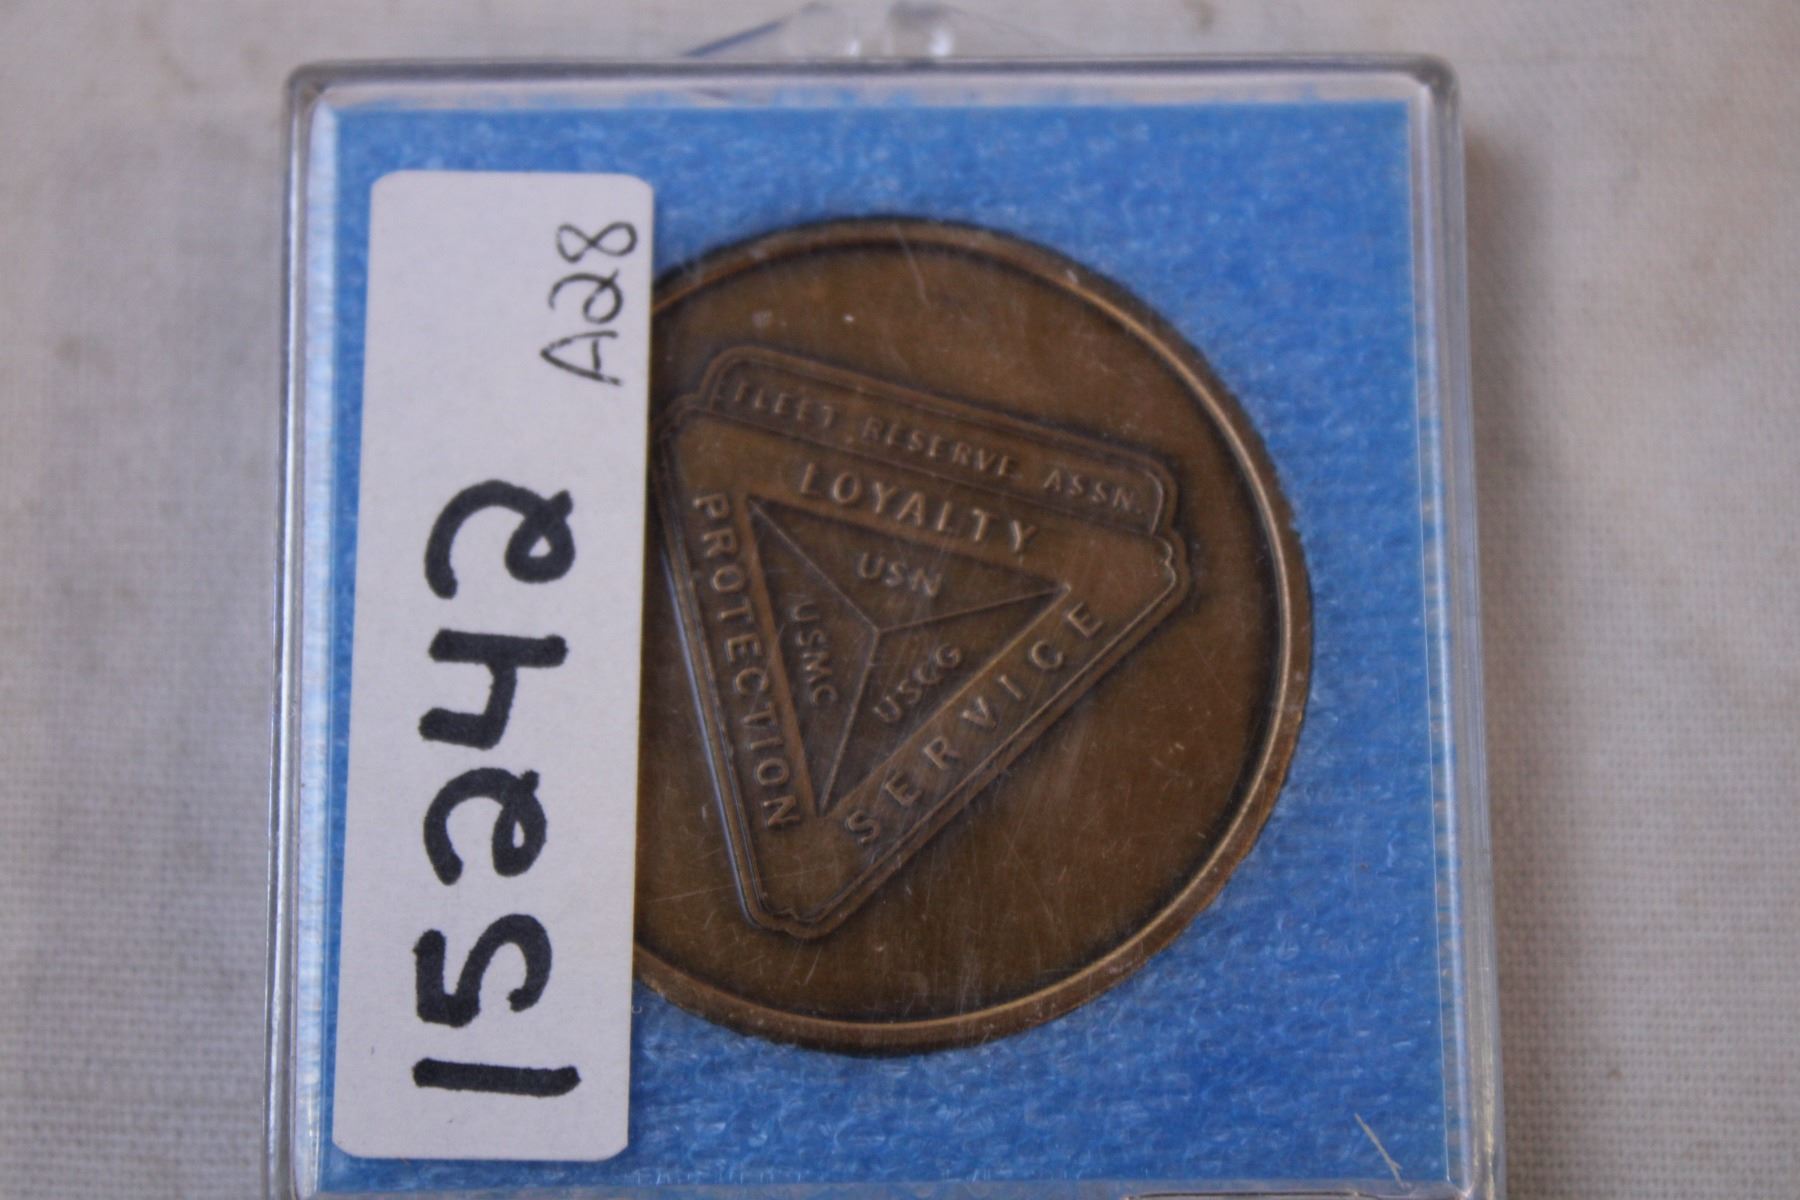 A28
15242
FLEET RESERVE ASSN.
LOYALTY
PROTECTION
SERVICE
USN
USMC
USCG